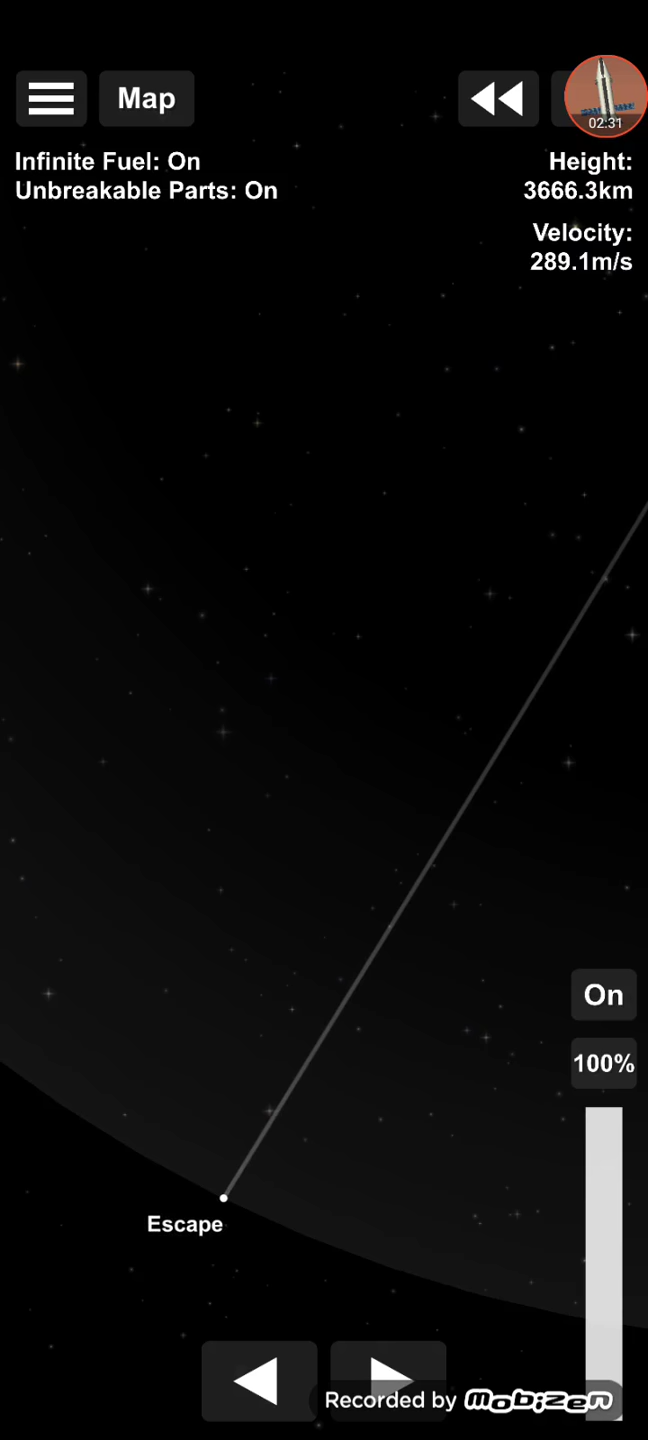 Map
02:31
Infinite Fuel: On
Unbreakable Parts: On
Height:
3666.3km
Velocity:
289.1m/s
On
100%
Escape
Recorded by mobizen